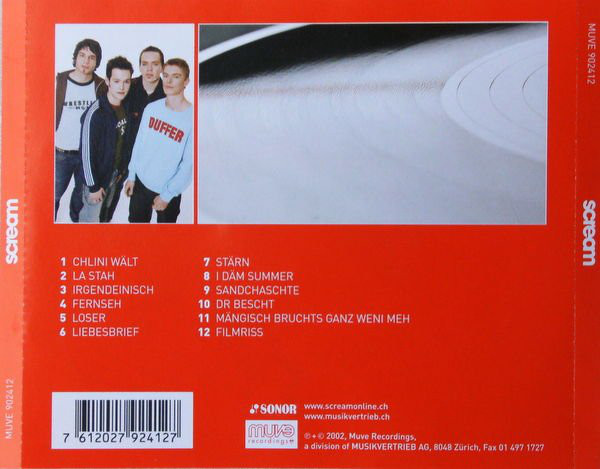 MUVE 902412
scream
WRESTLIN
DUFFER
1 CHLINI WÄLT
2 LA STAH
3 IRGENDEINISCH
4 FERNSEH
5 LOSER
6 LIEBESBRIEF
7 STÄRN
8 I DÄM SUMMER
9 SANDCHASCHTE
10 DR BESCHT
11 MÄNGISCH BRUCHTS GANZ WENI MEH
12 FILMRISS
7 612027 924127
SONOR
muve
recordings
www.screamonline.ch
www.musikvertrieb.ch
℗+© 2002, Muve Recordings,
a division of MUSIKVERTRIEB AG, 8048 Zürich, Fax 01 497 1727
MUVE 902412
scream